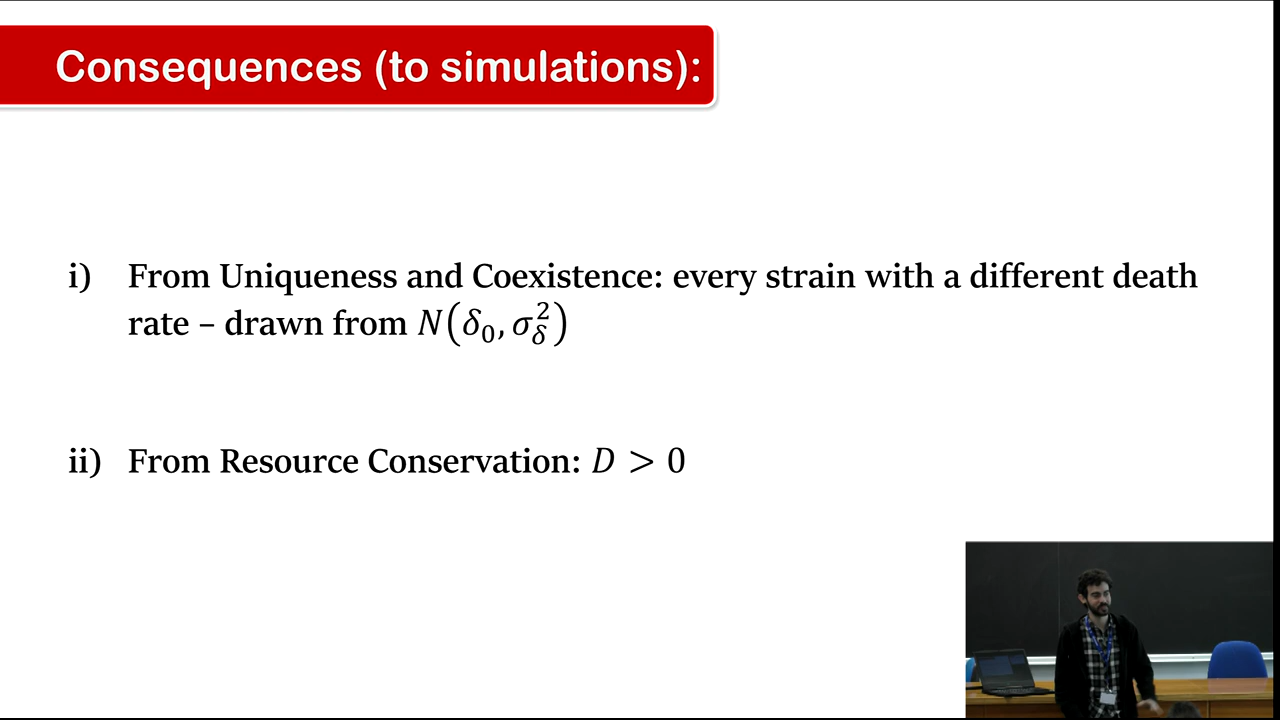 Consequences (to simulations):
i) From Uniqueness and Coexistence: every strain with a different death
rate – drawn from N(δ₀, σ_δ²)
ii) From Resource Conservation: D > 0